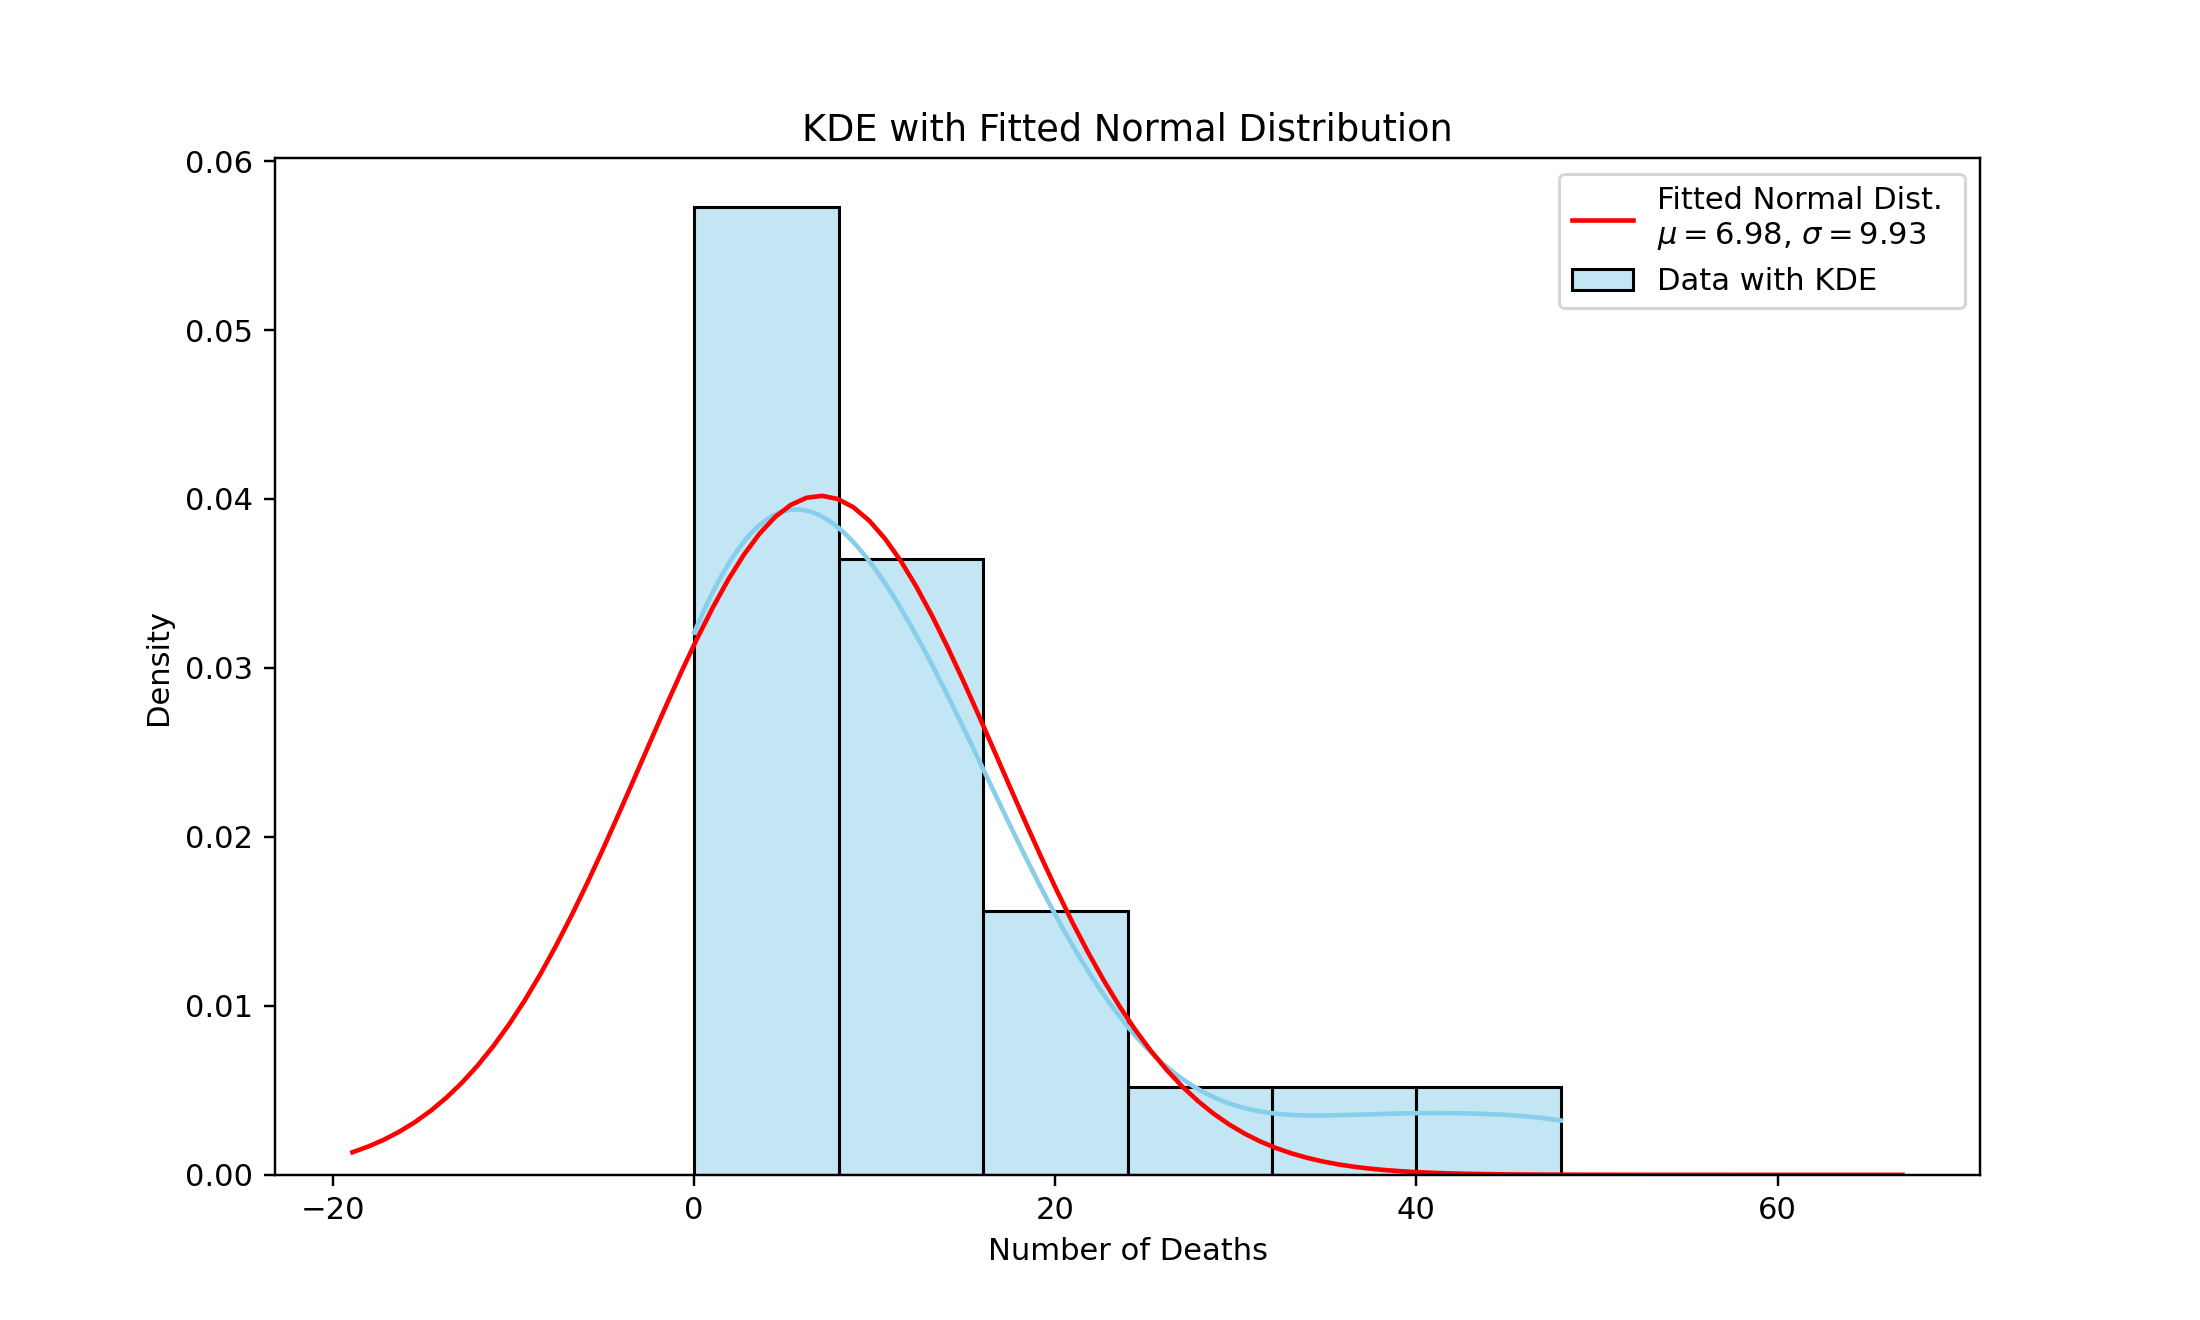 KDE with Fitted Normal Distribution
Fitted Normal Dist.
μ = 6.98, σ = 9.93
Data with KDE
Density
0.06
0.05
0.04
0.03
0.02
0.01
0.00
−20
0
20
40
60
Number of Deaths